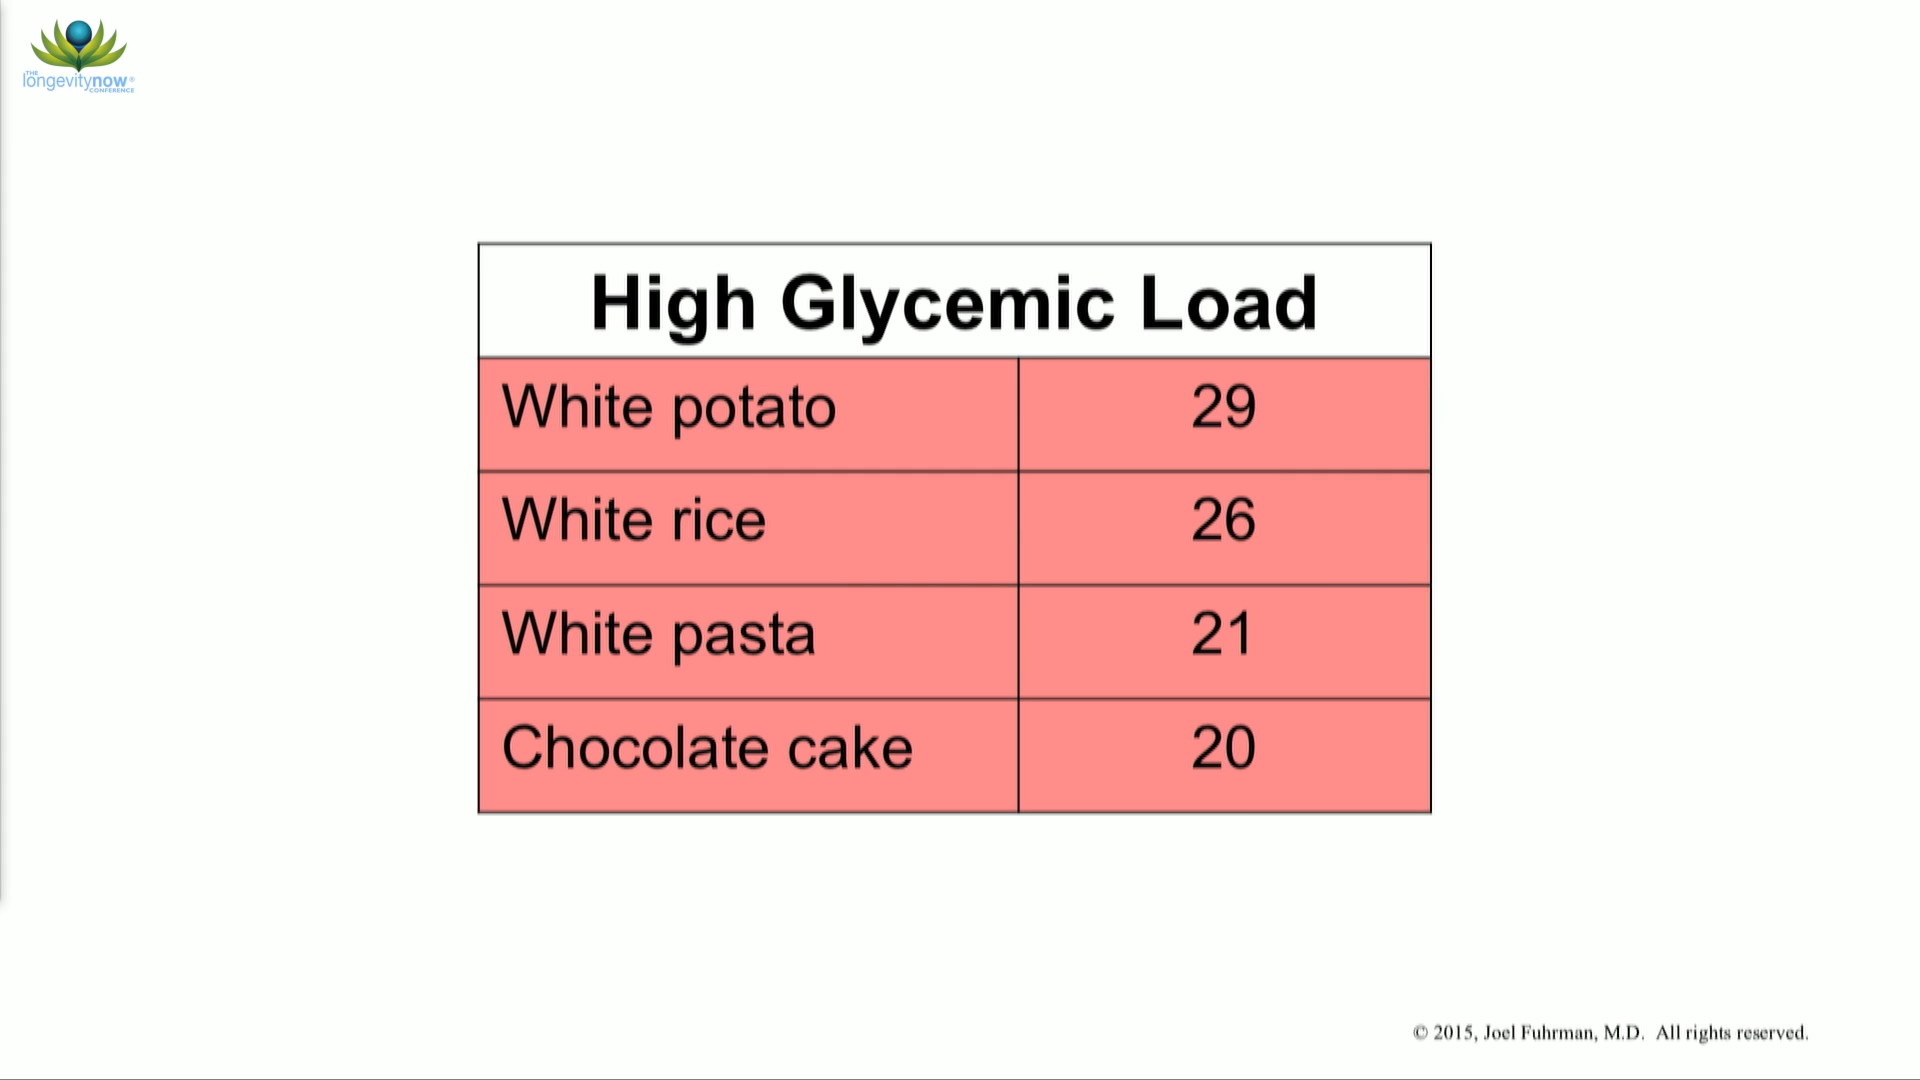 THE
longevitynow®
CONFERENCE
High Glycemic Load
White potato 29
White rice 26
White pasta 21
Chocolate cake 20
© 2015, Joel Fuhrman, M.D. All rights reserved.